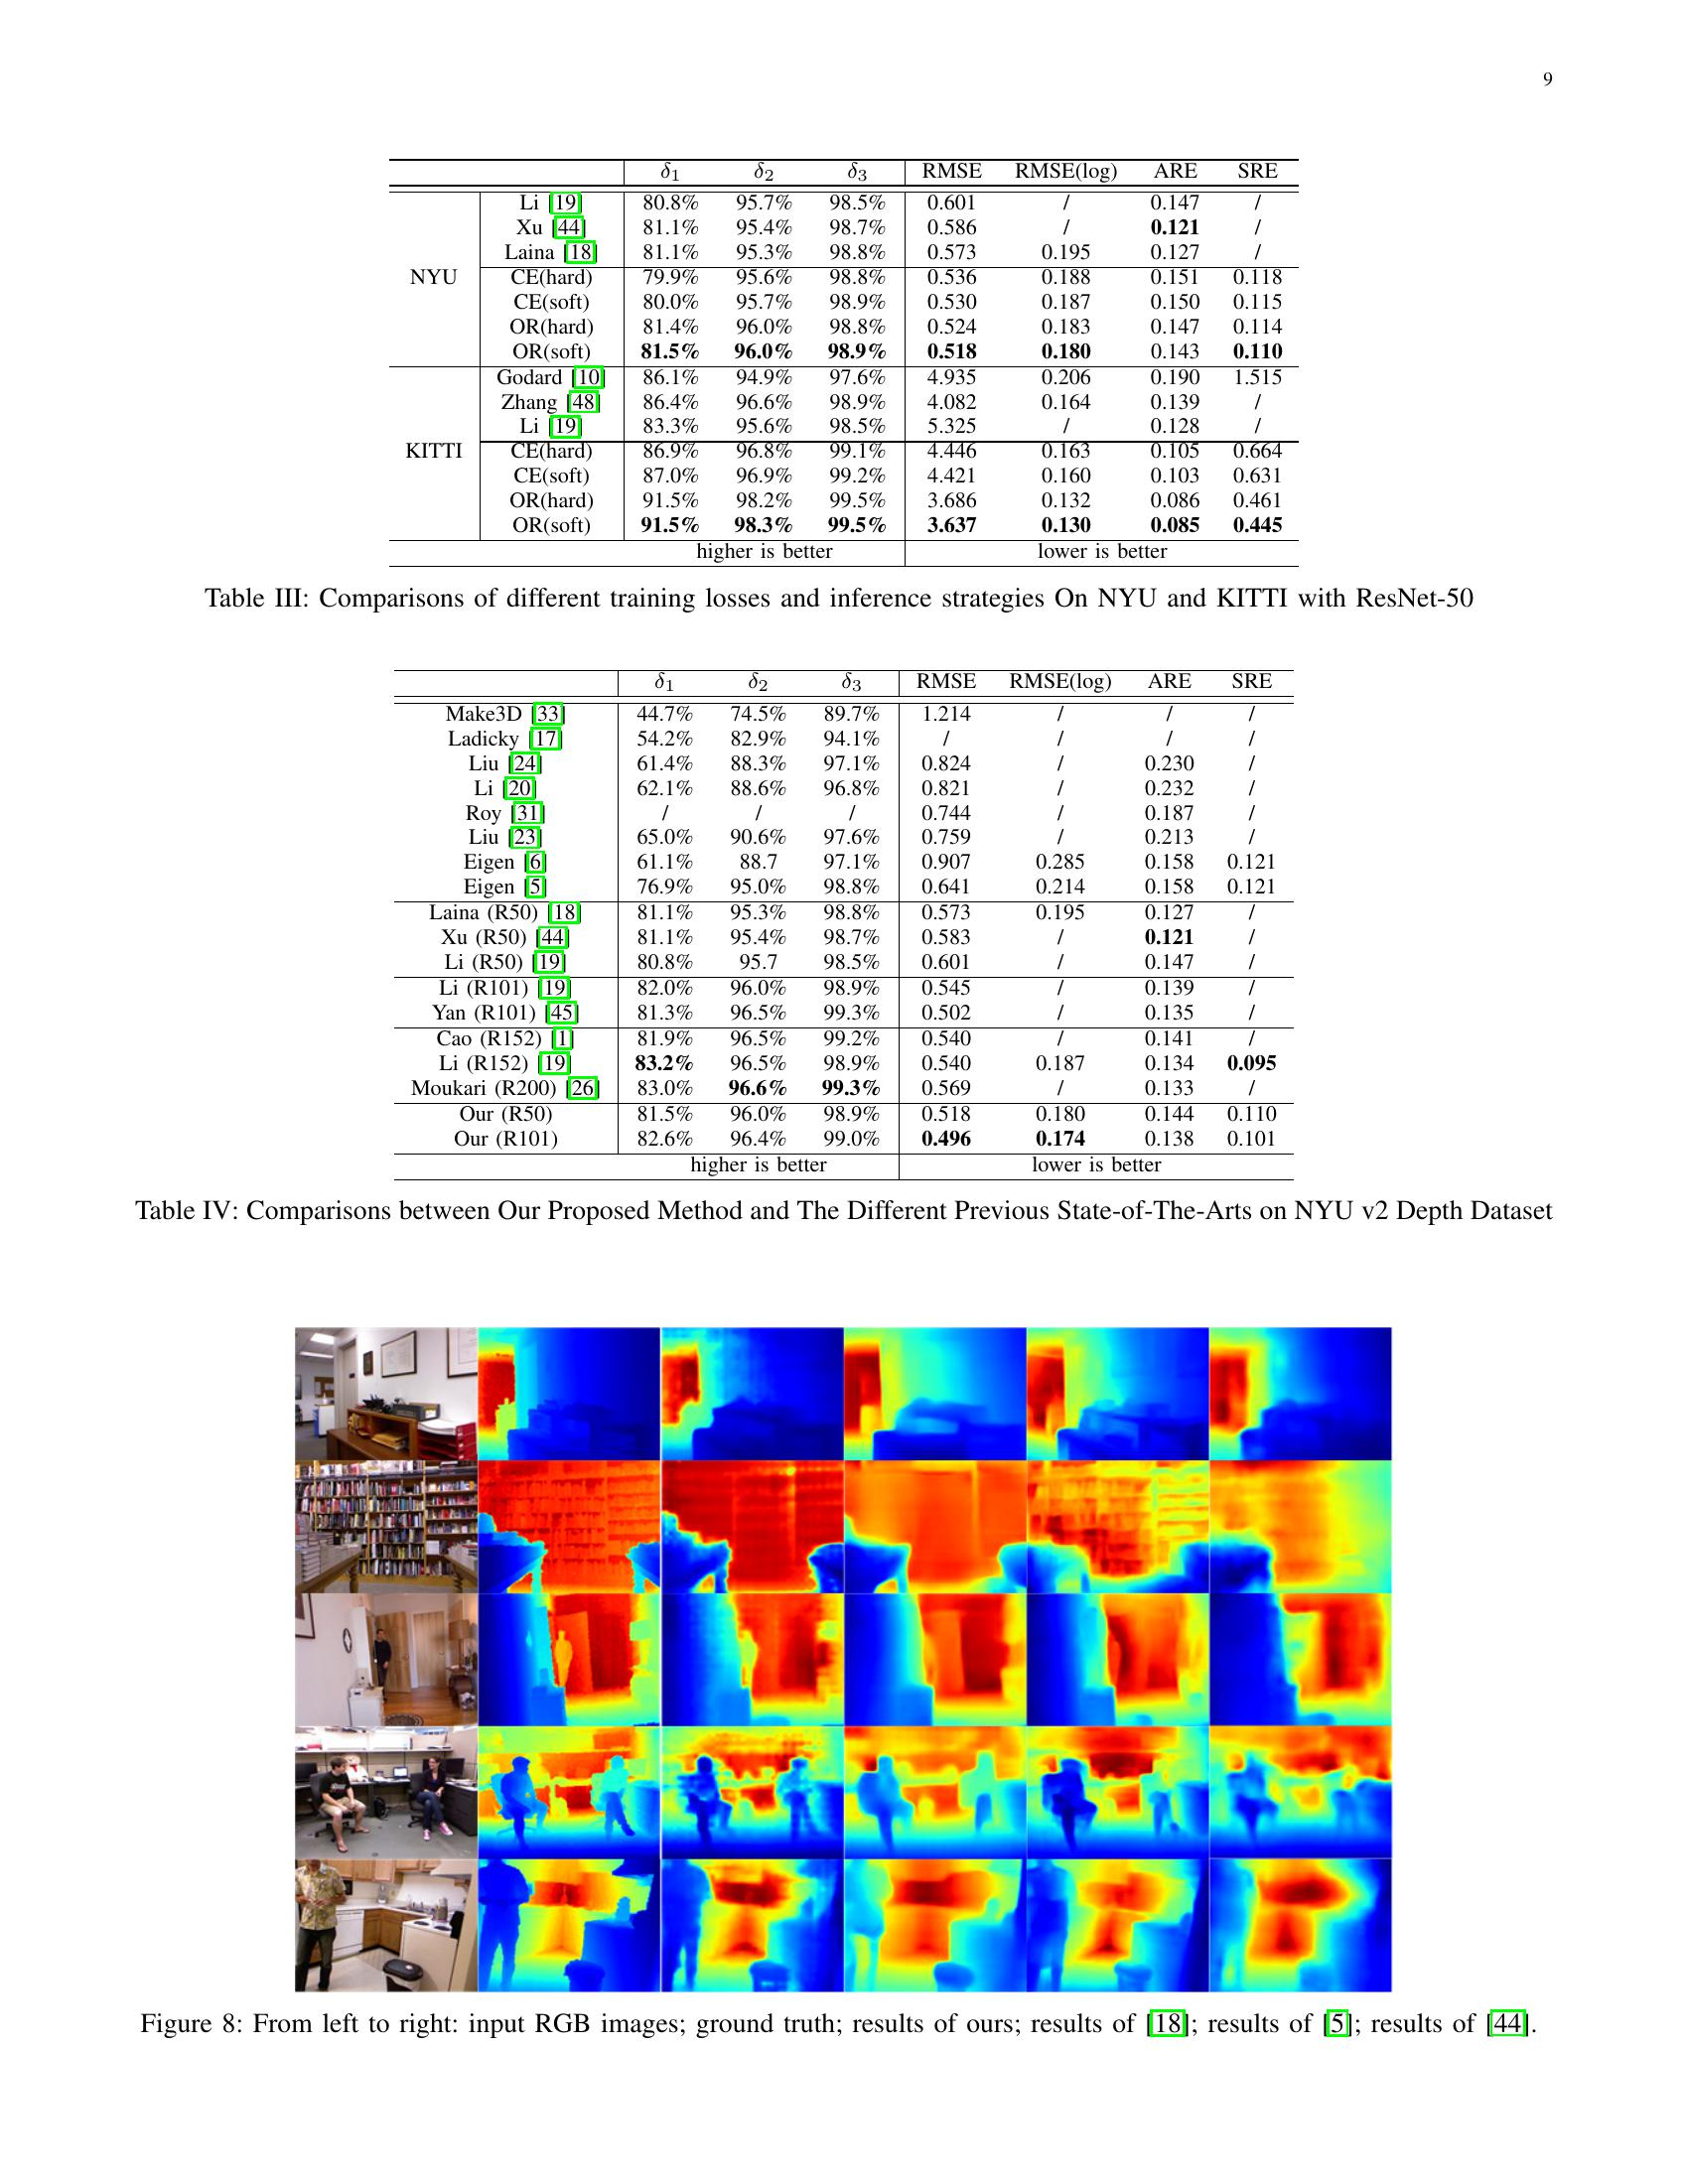 9
δ1 δ2 δ3 RMSE RMSE(log) ARE SRE
Li [19] 80.8% 95.7% 98.5% 0.601 / 0.147 /
Xu [44] 81.1% 95.4% 98.7% 0.586 / 0.121 /
Laina [18] 81.1% 95.3% 98.8% 0.573 0.195 0.127 /
NYU CE(hard) 79.9% 95.6% 98.8% 0.536 0.188 0.151 0.118
CE(soft) 80.0% 95.7% 98.9% 0.530 0.187 0.150 0.115
OR(hard) 81.4% 96.0% 98.8% 0.524 0.183 0.147 0.114
OR(soft) 81.5% 96.0% 98.9% 0.518 0.180 0.143 0.110
Godard [10] 86.1% 94.9% 97.6% 4.935 0.206 0.190 1.515
Zhang [48] 86.4% 96.6% 98.9% 4.082 0.164 0.139 /
Li [19] 83.3% 95.6% 98.5% 5.325 / 0.128 /
KITTI CE(hard) 86.9% 96.8% 99.1% 4.446 0.163 0.105 0.664
CE(soft) 87.0% 96.9% 99.2% 4.421 0.160 0.103 0.631
OR(hard) 91.5% 98.2% 99.5% 3.686 0.132 0.086 0.461
OR(soft) 91.5% 98.3% 99.5% 3.637 0.130 0.085 0.445
higher is better lower is better
Table III: Comparisons of different training losses and inference strategies On NYU and KITTI with ResNet-50
δ1 δ2 δ3 RMSE RMSE(log) ARE SRE
Make3D [33] 44.7% 74.5% 89.7% 1.214 / / /
Ladicky [17] 54.2% 82.9% 94.1% / / / /
Liu [24] 61.4% 88.3% 97.1% 0.824 / 0.230 /
Li [20] 62.1% 88.6% 96.8% 0.821 / 0.232 /
Roy [31] / / / 0.744 / 0.187 /
Liu [23] 65.0% 90.6% 97.6% 0.759 / 0.213 /
Eigen [6] 61.1% 88.7 97.1% 0.907 0.285 0.158 0.121
Eigen [5] 76.9% 95.0% 98.8% 0.641 0.214 0.158 0.121
Laina (R50) [18] 81.1% 95.3% 98.8% 0.573 0.195 0.127 /
Xu (R50) [44] 81.1% 95.4% 98.7% 0.583 / 0.121 /
Li (R50) [19] 80.8% 95.7 98.5% 0.601 / 0.147 /
Li (R101) [19] 82.0% 96.0% 98.9% 0.545 / 0.139 /
Yan (R101) [45] 81.3% 96.5% 99.3% 0.502 / 0.135 /
Cao (R152) [1] 81.9% 96.5% 99.2% 0.540 / 0.141 /
Li (R152) [19] 83.2% 96.5% 98.9% 0.540 0.187 0.134 0.095
Moukari (R200) [26] 83.0% 96.6% 99.3% 0.569 / 0.133 /
Our (R50) 81.5% 96.0% 98.9% 0.518 0.180 0.144 0.110
Our (R101) 82.6% 96.4% 99.0% 0.496 0.174 0.138 0.101
higher is better lower is better
Table IV: Comparisons between Our Proposed Method and The Different Previous State-of-The-Arts on NYU v2 Depth Dataset
Figure 8: From left to right: input RGB images; ground truth; results of ours; results of [18]; results of [5]; results of [44].